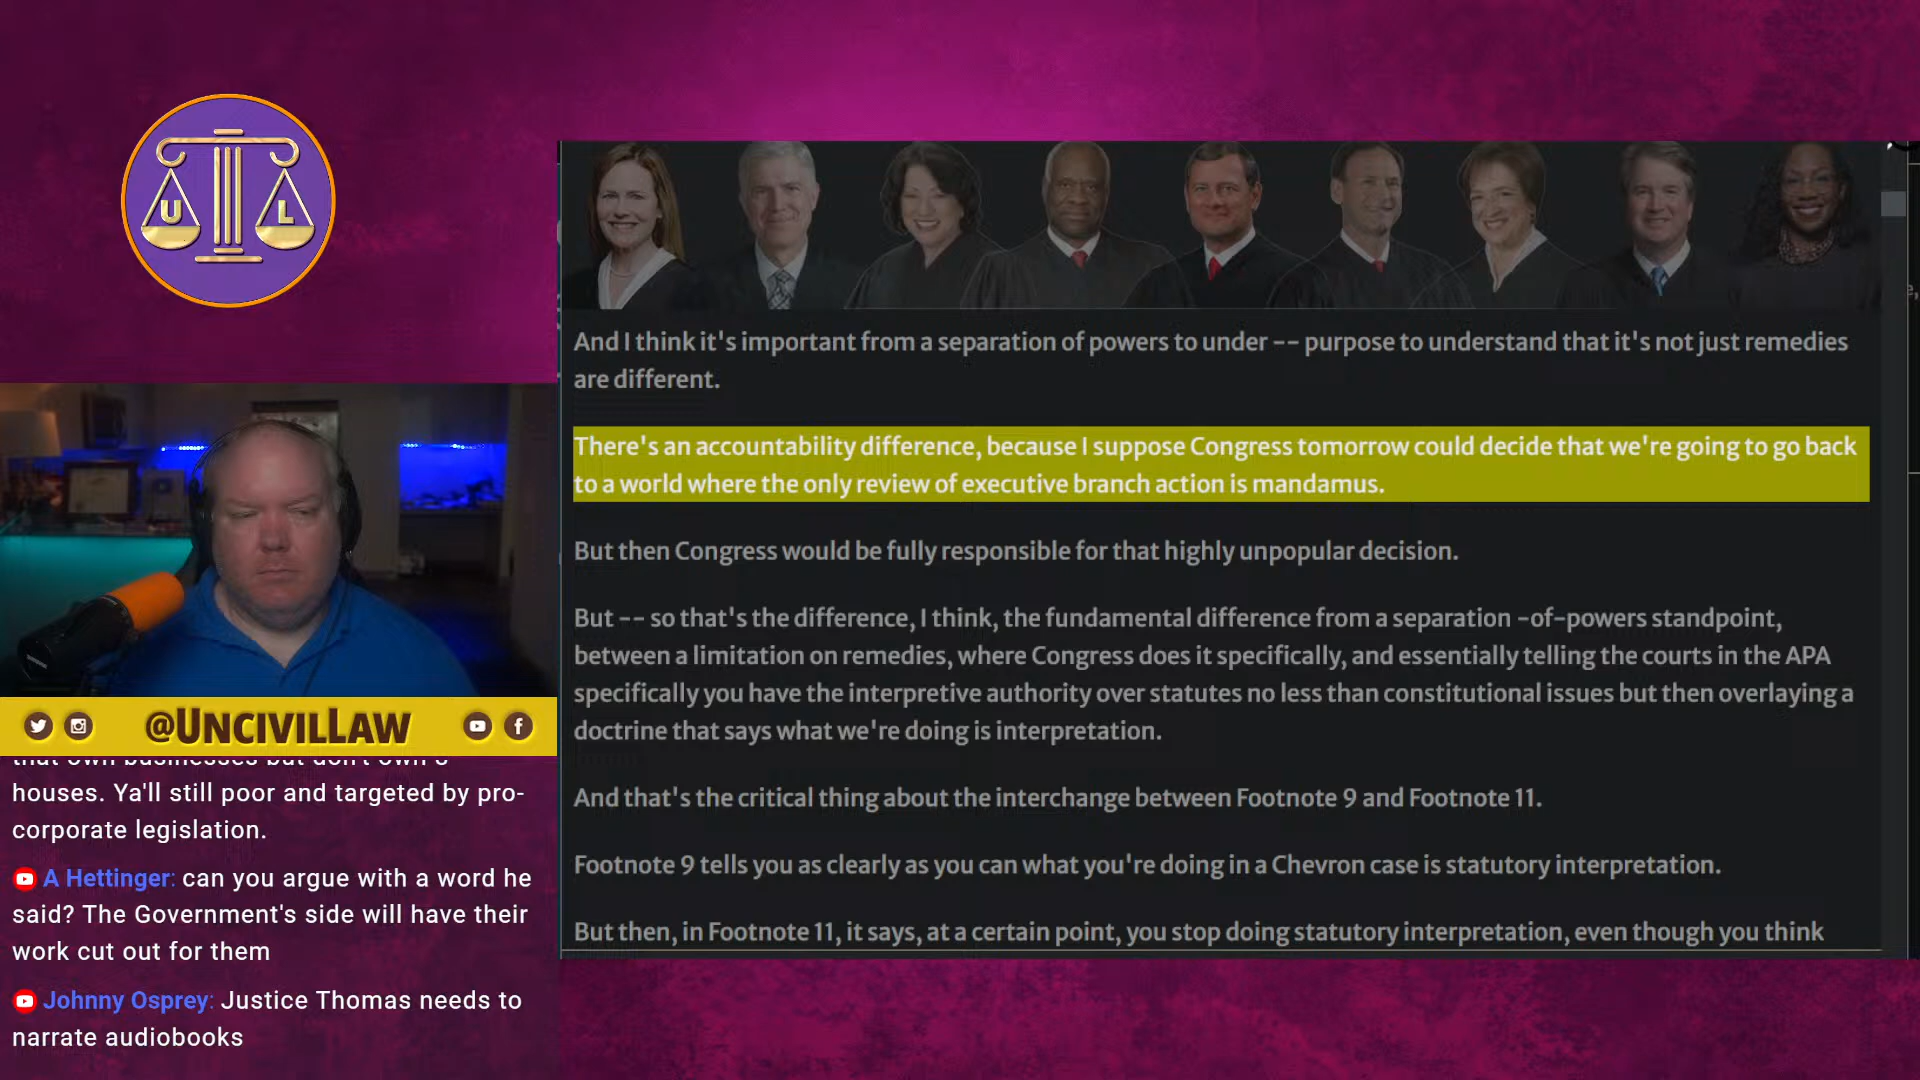 U L
And I think it's important from a separation of powers to under -- purpose to understand that it's not just remedies
are different.
There's an accountability difference, because I suppose Congress tomorrow could decide that we're going to go back
to a world where the only review of executive branch action is mandamus.
But then Congress would be fully responsible for that highly unpopular decision.
But -- so that's the difference, I think, the fundamental difference from a separation -of-powers standpoint,
between a limitation on remedies, where Congress does it specifically, and essentially telling the courts in the APA
specifically you have the interpretive authority over statutes no less than constitutional issues but then overlaying a
doctrine that says what we're doing is interpretation.
And that's the critical thing about the interchange between Footnote 9 and Footnote 11.
Footnote 9 tells you as clearly as you can what you're doing in a Chevron case is statutory interpretation.
But then, in Footnote 11, it says, at a certain point, you stop doing statutory interpretation, even though you think
@UNCIVILLAW
that own businesses but don't own
houses. Ya'll still poor and targeted by pro-
corporate legislation.
A Hettinger: can you argue with a word he
said? The Government's side will have their
work cut out for them
Johnny Osprey: Justice Thomas needs to
narrate audiobooks